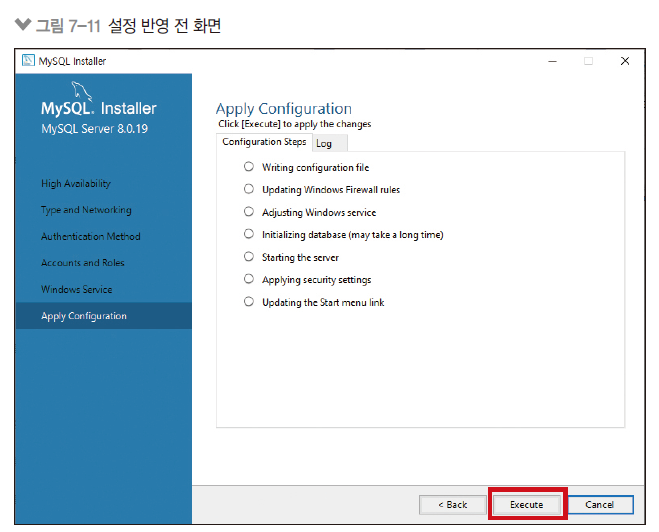 그림 7-11 설정 반영 전 화면
MySQL Installer
MySQL. Installer
MySQL Server 8.0.19
High Availability
Type and Networking
Authentication Method
Accounts and Roles
Windows Service
Apply Configuration
Apply Configuration
Click [Execute] to apply the changes
Configuration Steps Log
Writing configuration file
Updating Windows Firewall rules
Adjusting Windows service
Initializing database (may take a long time)
Starting the server
Applying security settings
Updating the Start menu link
< Back Execute Cancel